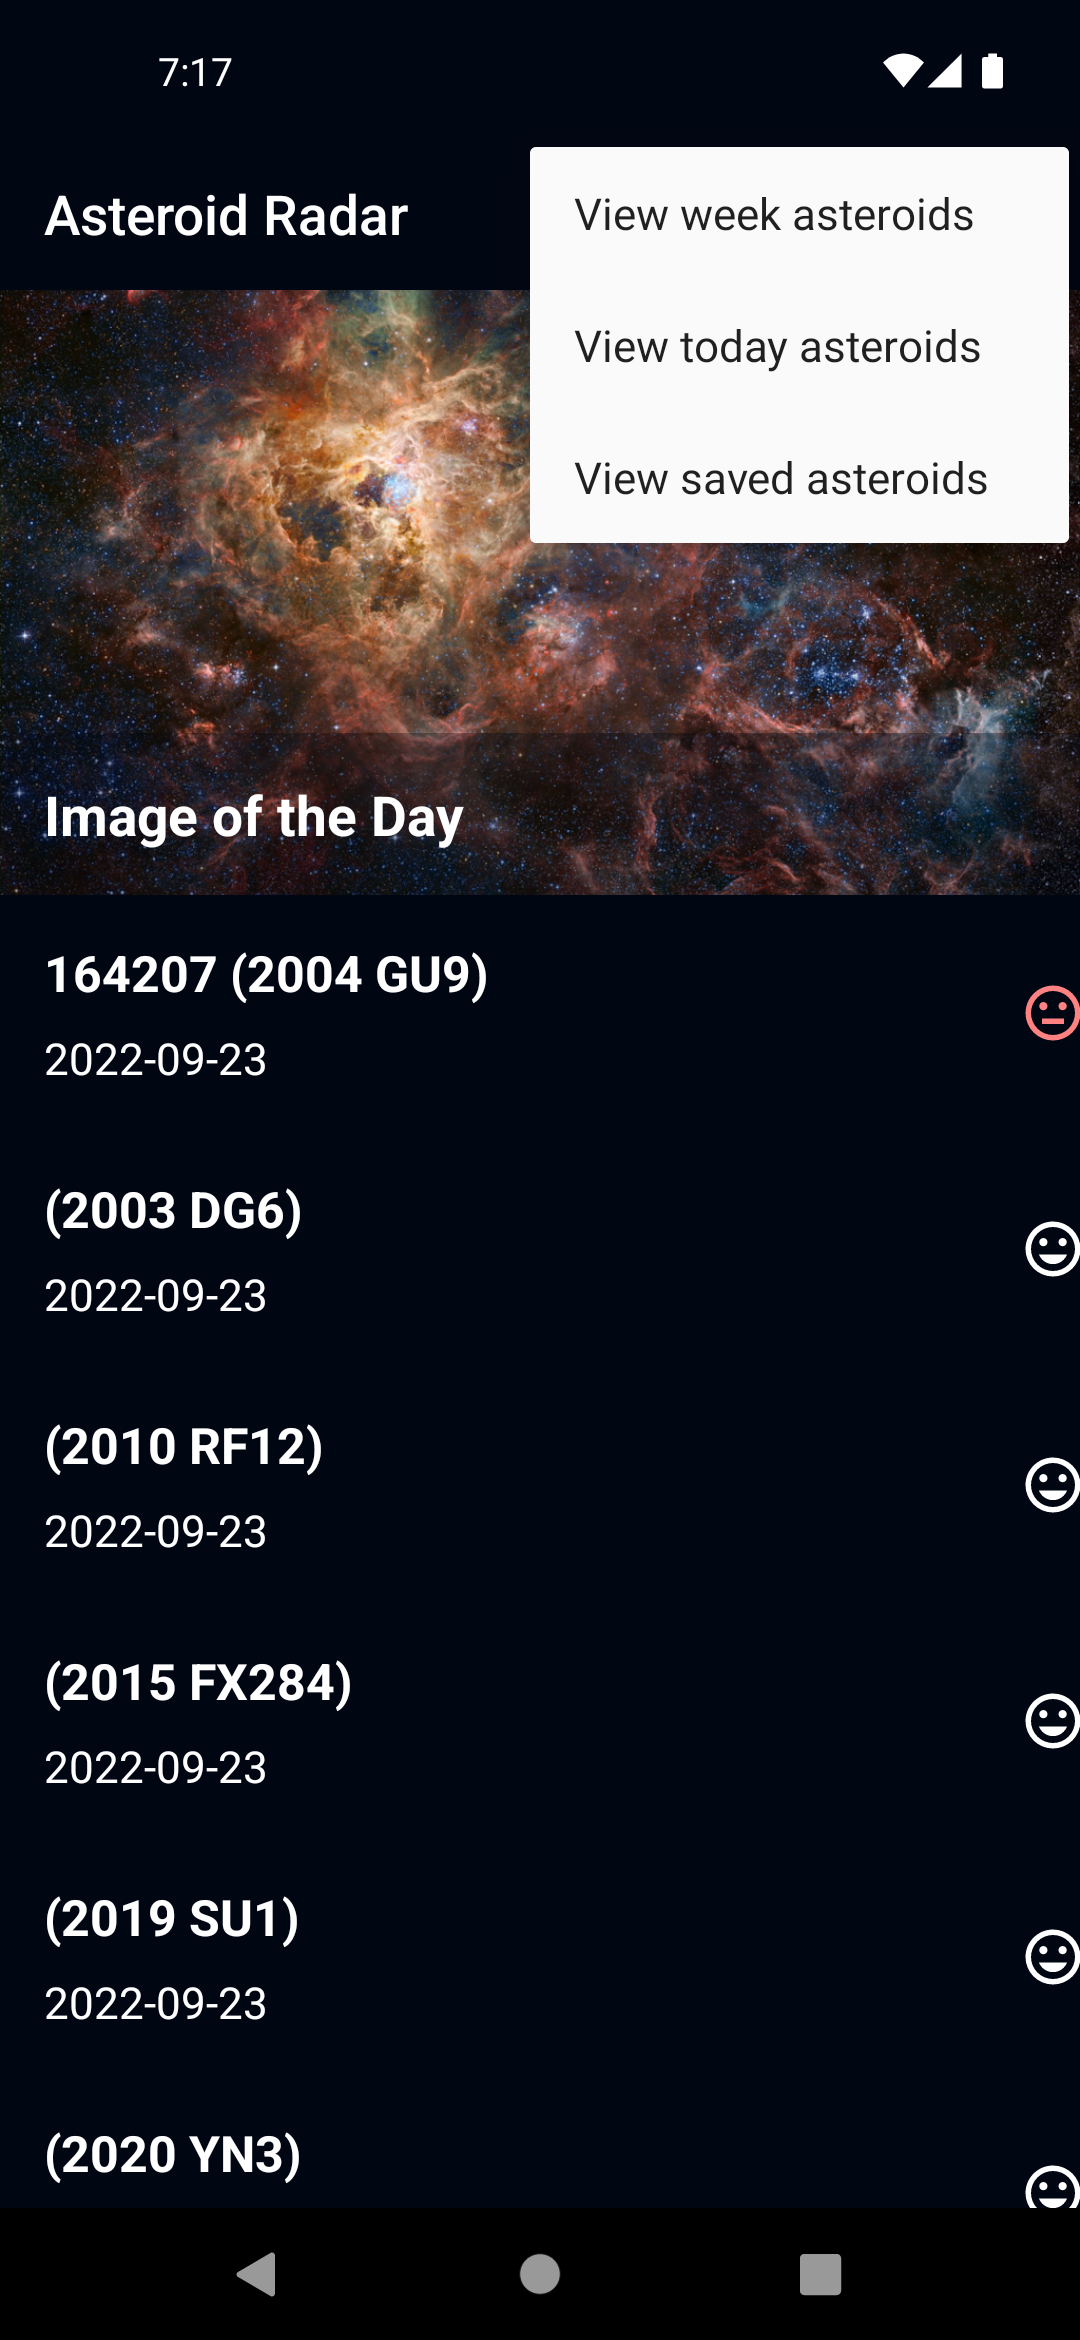 7:17
Asteroid Radar
View week asteroids
View today asteroids
View saved asteroids
Image of the Day
164207 (2004 GU9)
2022-09-23
(2003 DG6)
2022-09-23
(2010 RF12)
2022-09-23
(2015 FX284)
2022-09-23
(2019 SU1)
2022-09-23
(2020 YN3)